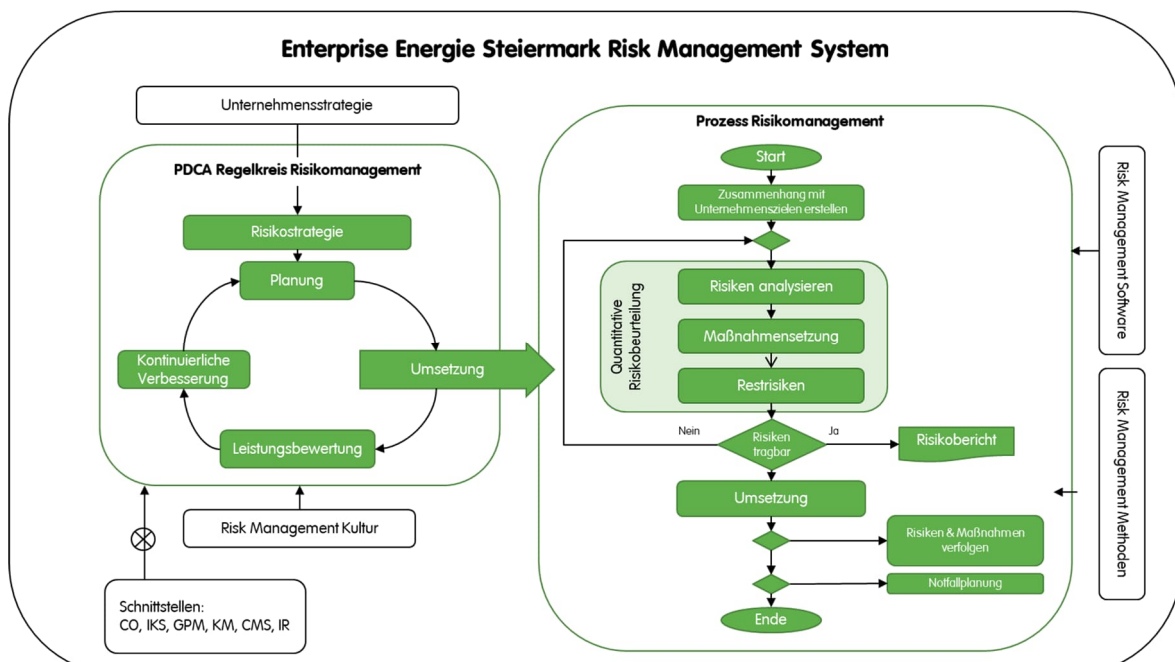 Enterprise Energie Steiermark Risk Management System
Unternehmensstrategie
PDCA Regelkreis Risikomanagement
Risikostrategie
Planung
Umsetzung
Leistungsbewertung
Kontinuierliche
Verbesserung
Risk Management Kultur
Schnittstellen:
CO, IKS, GPM, KM, CMS, IR
Prozess Risikomanagement
Start
Zusammenhang mit
Unternehmenszielen erstellen
Quantitative
Risikobeurteilung
Risiken analysieren
Maßnahmensetzung
Restrisiken
Nein
Risiken
tragbar
Ja
Risikobericht
Umsetzung
Risiken & Maßnahmen
verfolgen
Notfallplanung
Ende
Risk Management Software
Risk Management Methoden